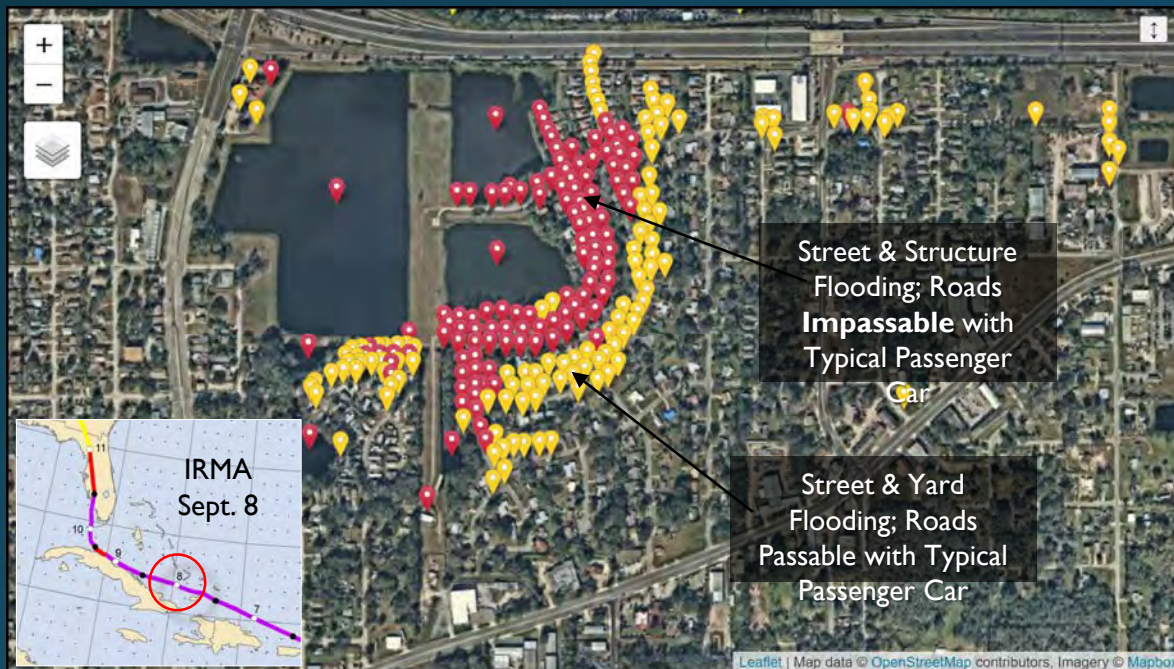 +
−
Street & Structure
Flooding; Roads
Impassable with
Typical Passenger
Car
Street & Yard
Flooding; Roads
Passable with Typical
Passenger Car
IRMA
Sept. 8
11
10
9
8
7
Leaflet | Map data © OpenStreetMap contributors, Imagery © Mapbo